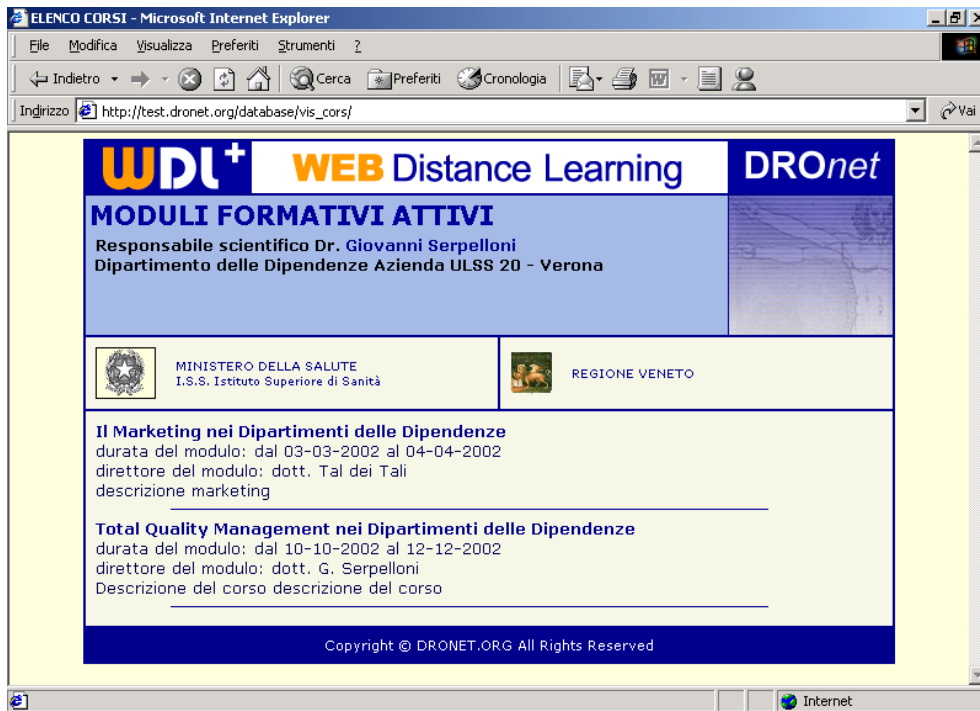 ELENCO CORSI - Microsoft Internet Explorer
File Modifica Visualizza Preferiti Strumenti ?
Indietro Cerca Preferiti Cronologia
Indirizzo http://test.dronet.org/database/vis_cors/ Vai
WDL+ WEB Distance Learning DROnet
MODULI FORMATIVI ATTIVI
Responsabile scientifico Dr. Giovanni Serpelloni
Dipartimento delle Dipendenze Azienda ULSS 20 - Verona
MINISTERO DELLA SALUTE
I.S.S. Istituto Superiore di Sanità
REGIONE VENETO
Il Marketing nei Dipartimenti delle Dipendenze
durata del modulo: dal 03-03-2002 al 04-04-2002
direttore del modulo: dott. Tal dei Tali
descrizione marketing
Total Quality Management nei Dipartimenti delle Dipendenze
durata del modulo: dal 10-10-2002 al 12-12-2002
direttore del modulo: dott. G. Serpelloni
Descrizione del corso descrizione del corso
Copyright © DRONET.ORG All Rights Reserved
Internet